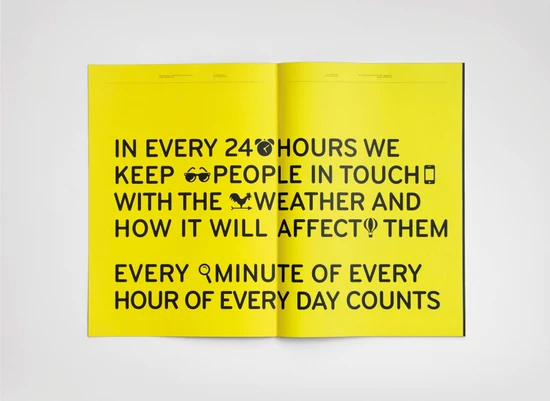 IN EVERY 24 HOURS WE
KEEP PEOPLE IN TOUCH
WITH THE WEATHER AND
HOW IT WILL AFFECT THEM
EVERY MINUTE OF EVERY
HOUR OF EVERY DAY COUNTS